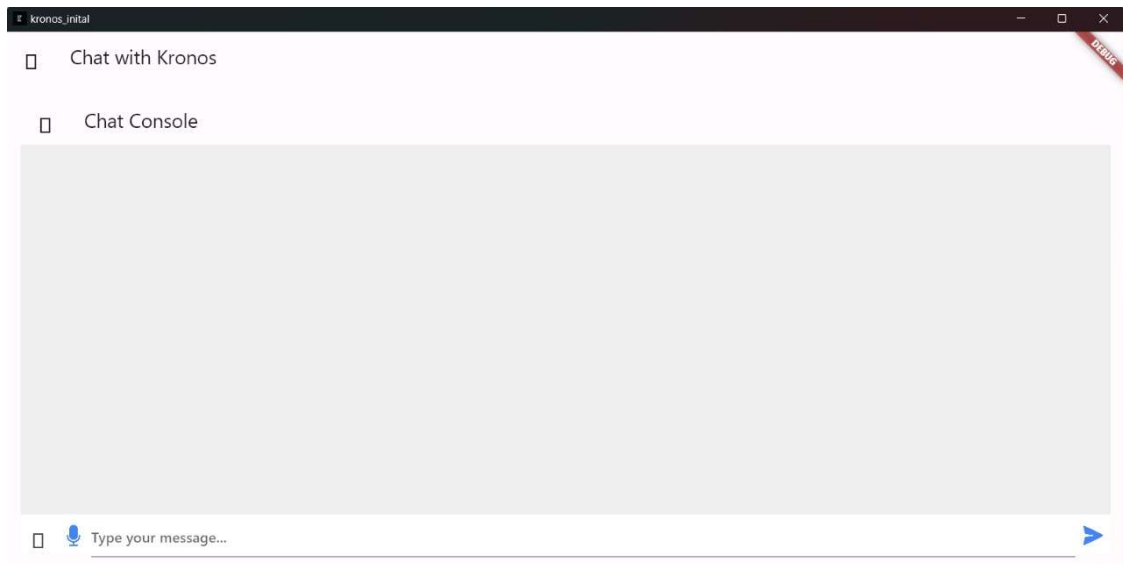 kronos_inital
DEBUG
Chat with Kronos
Chat Console
Type your message...